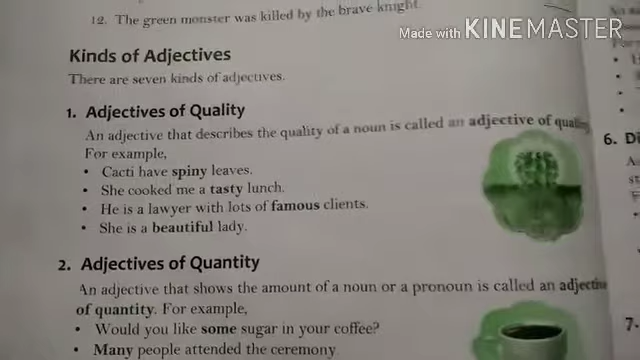 12. The green monster was killed by the brave knight.
Made with KINEMASTER
Kinds of Adjectives
There are seven kinds of adjectives.
1. Adjectives of Quality
An adjective that describes the quality of a noun is called an adjective of
For example,
• Cacti have spiny leaves.
• She cooked me a tasty lunch.
• He is a lawyer with lots of famous clients.
• She is a beautiful lady.
2. Adjectives of Quantity
An adjective that shows the amount of a noun or a pronoun is called an
of quantity. For example,
• Would you like some sugar in your coffee?
• Many people attended the ceremony
6.
7.